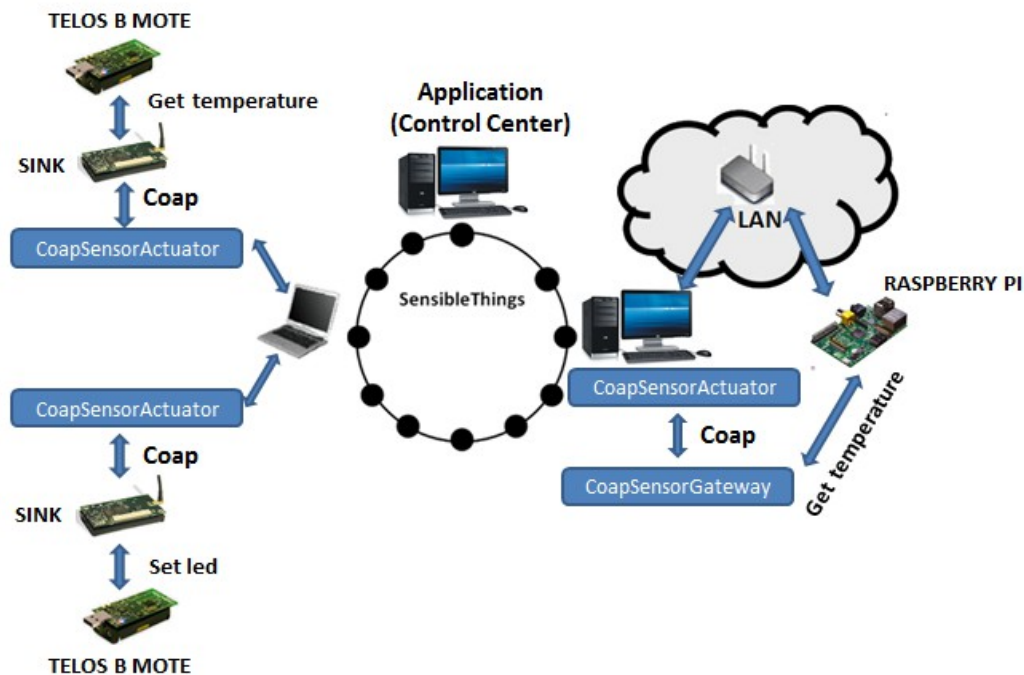 TELOS B MOTE
Get temperature
SINK
Coap
CoapSensorActuator
CoapSensorActuator
Coap
SINK
Set led
TELOS B MOTE
Application
(Control Center)
SensibleThings
LAN
RASPBERRY PI
CoapSensorActuator
Coap
CoapSensorGateway
Get temperature